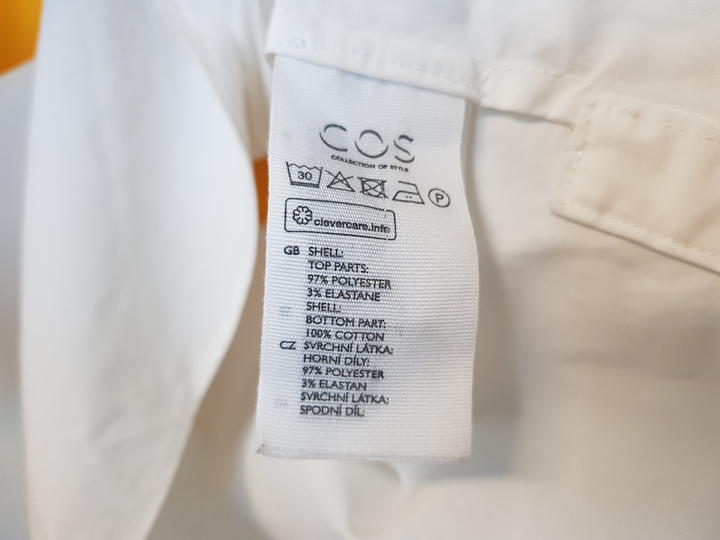 COS
COLLECTION OF STYLE
30 P
clevercare.info
GB SHELL:
TOP PARTS:
97% POLYESTER
3% ELASTANE
SHELL:
BOTTOM PART:
100% COTTON
CZ SVRCHNÍ LÁTKA:
HORNÍ DÍLY:
97% POLYESTER
3% ELASTAN
SVRCHNÍ LÁTKA:
SPODNÍ DÍL: